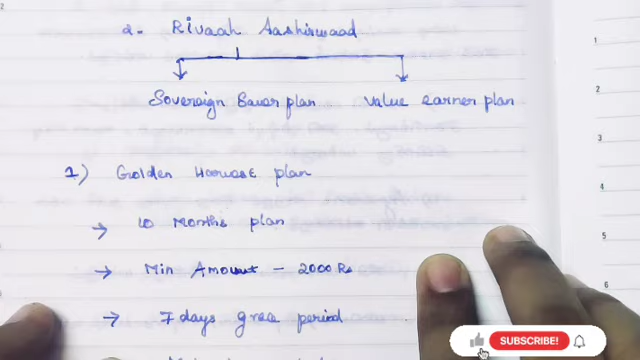 2. Rivaah Aashirwaad
Sovereign Saver plan   value earner plan
1) Golden Harvest plan
→ 10 Months plan
→ Min Amount - 2000 Rs
→ 7 days grace period
SUBSCRIBE!